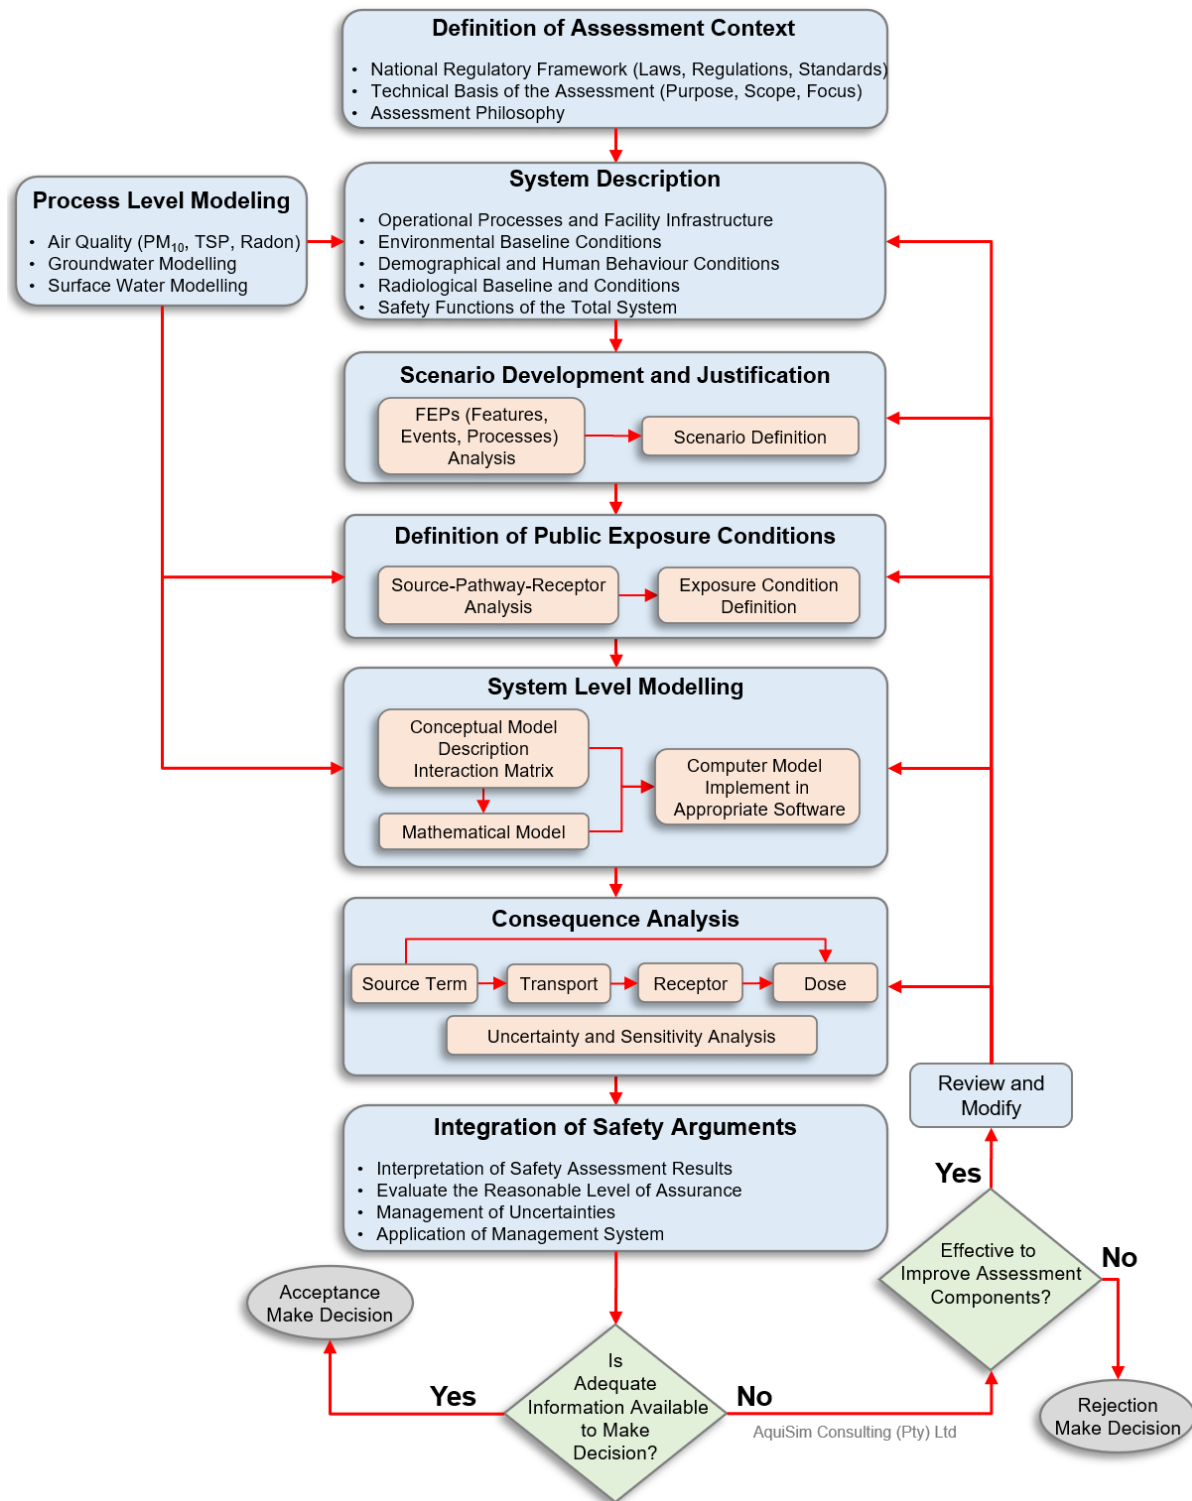 Definition of Assessment Context
• National Regulatory Framework (Laws, Regulations, Standards)
• Technical Basis of the Assessment (Purpose, Scope, Focus)
• Assessment Philosophy
Process Level Modeling
• Air Quality (PM₁₀, TSP, Radon)
• Groundwater Modelling
• Surface Water Modelling
System Description
• Operational Processes and Facility Infrastructure
• Environmental Baseline Conditions
• Demographical and Human Behaviour Conditions
• Radiological Baseline and Conditions
• Safety Functions of the Total System
Scenario Development and Justification
FEPs (Features,
Events, Processes)
Analysis
Scenario Definition
Definition of Public Exposure Conditions
Source-Pathway-Receptor
Analysis
Exposure Condition
Definition
System Level Modelling
Conceptual Model
Description
Interaction Matrix
Mathematical Model
Computer Model
Implement in
Appropriate Software
Consequence Analysis
Source Term
Transport
Receptor
Dose
Uncertainty and Sensitivity Analysis
Integration of Safety Arguments
• Interpretation of Safety Assessment Results
• Evaluate the Reasonable Level of Assurance
• Management of Uncertainties
• Application of Management System
Review and
Modify
Yes
Effective to
Improve Assessment
Components?
No
Acceptance
Make Decision
Yes
Is
Adequate
Information Available
to Make
Decision?
No
AquiSim Consulting (Pty) Ltd
Rejection
Make Decision